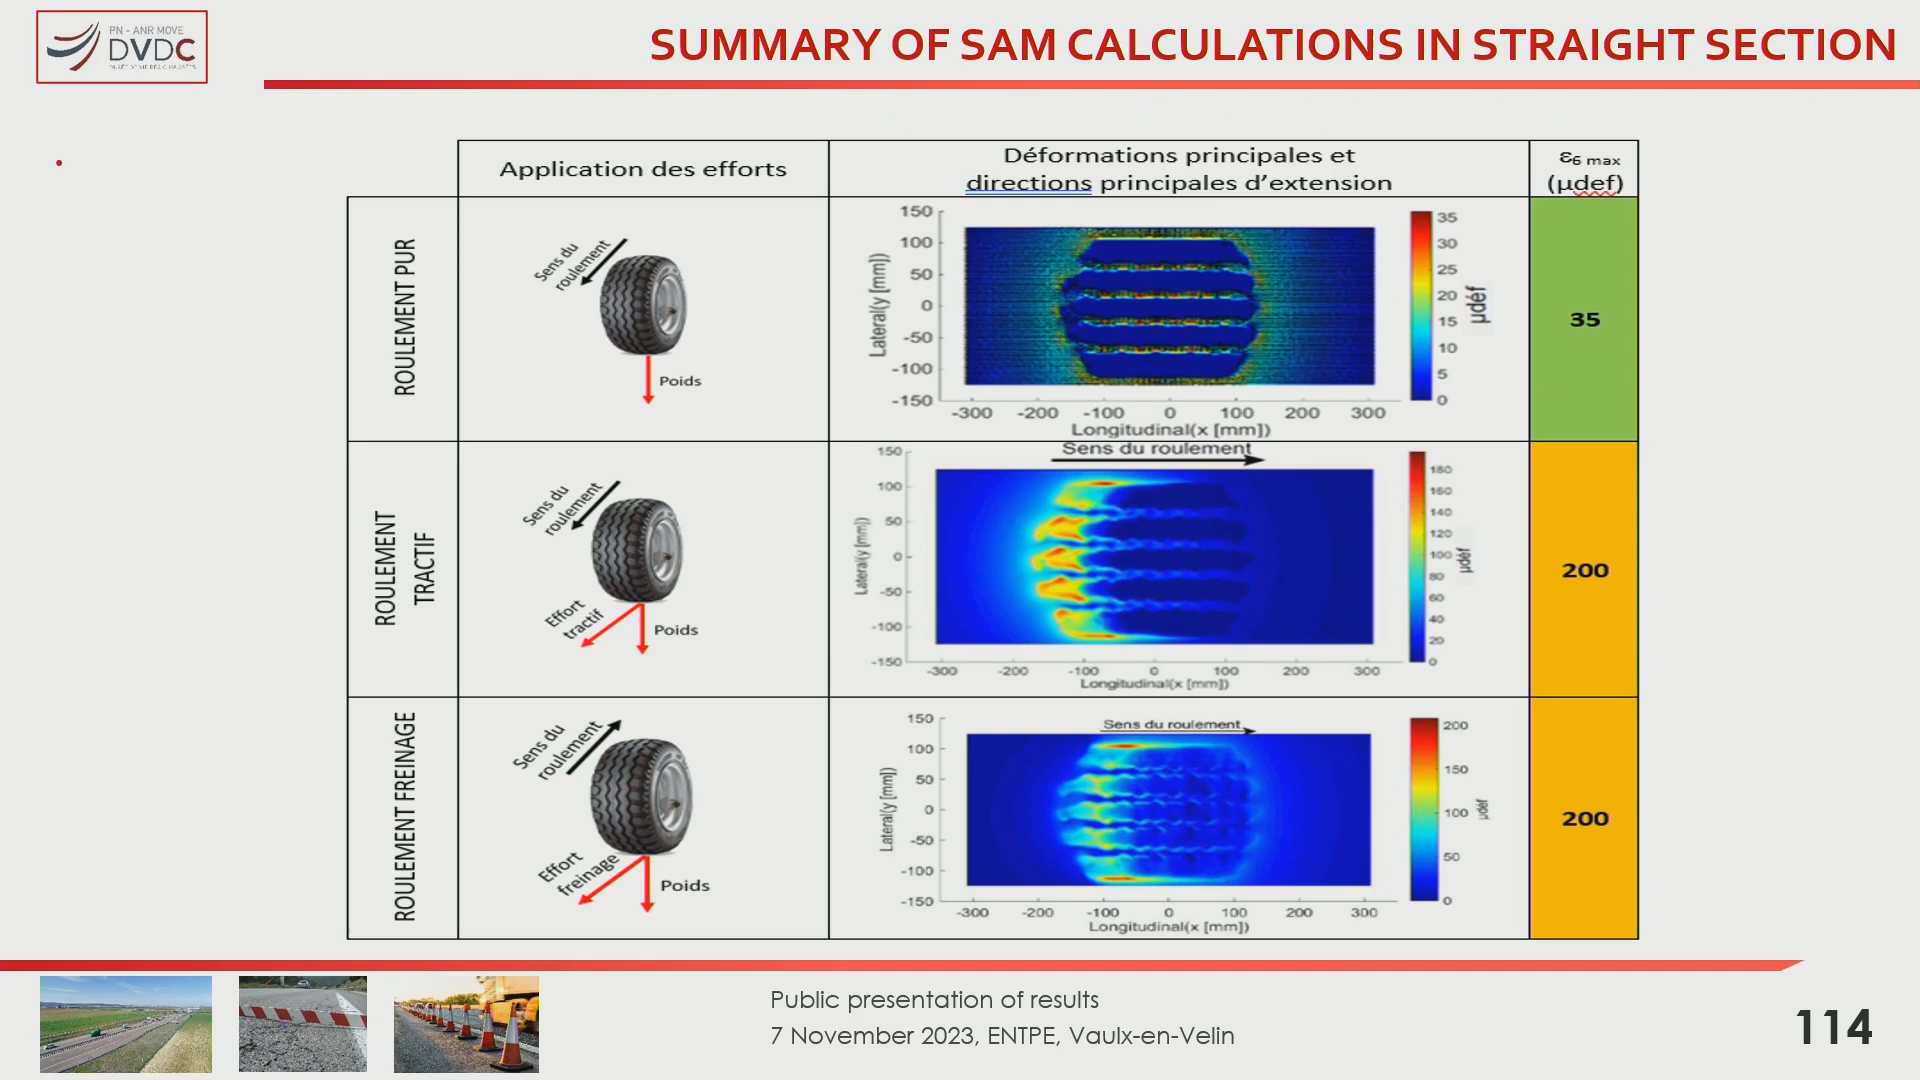 PN - ANR MOVE
DVDC
SUMMARY OF SAM CALCULATIONS IN STRAIGHT SECTION
Application des efforts
Déformations principales et
directions principales d'extension
ε6 max
(μdef)
ROULEMENT PUR
Sens du
roulement
Poids
150
100
50
0
-50
-100
-150
Lateral(y [mm])
-300 -200 -100 0 100 200 300
Longitudinal(x [mm])
35
30
25
20
15
10
5
0
μdéf
35
ROULEMENT
TRACTIF
Sens du
roulement
Effort
tractif
Poids
Sens du roulement
150
100
50
0
-50
-100
-150
Lateral(y [mm])
-300 -200 -100 0 100 200 300
Longitudinal(x [mm])
180
160
140
120
100
80
60
40
20
0
μdéf
200
ROULEMENT FREINAGE
Sens du
roulement
Effort
freinage
Poids
Sens du roulement
150
100
50
0
-50
-100
-150
Lateral(y [mm])
-300 -200 -100 0 100 200 300
Longitudinal(x [mm])
200
150
100
50
0
μdéf
200
Public presentation of results
7 November 2023, ENTPE, Vaulx-en-Velin
114